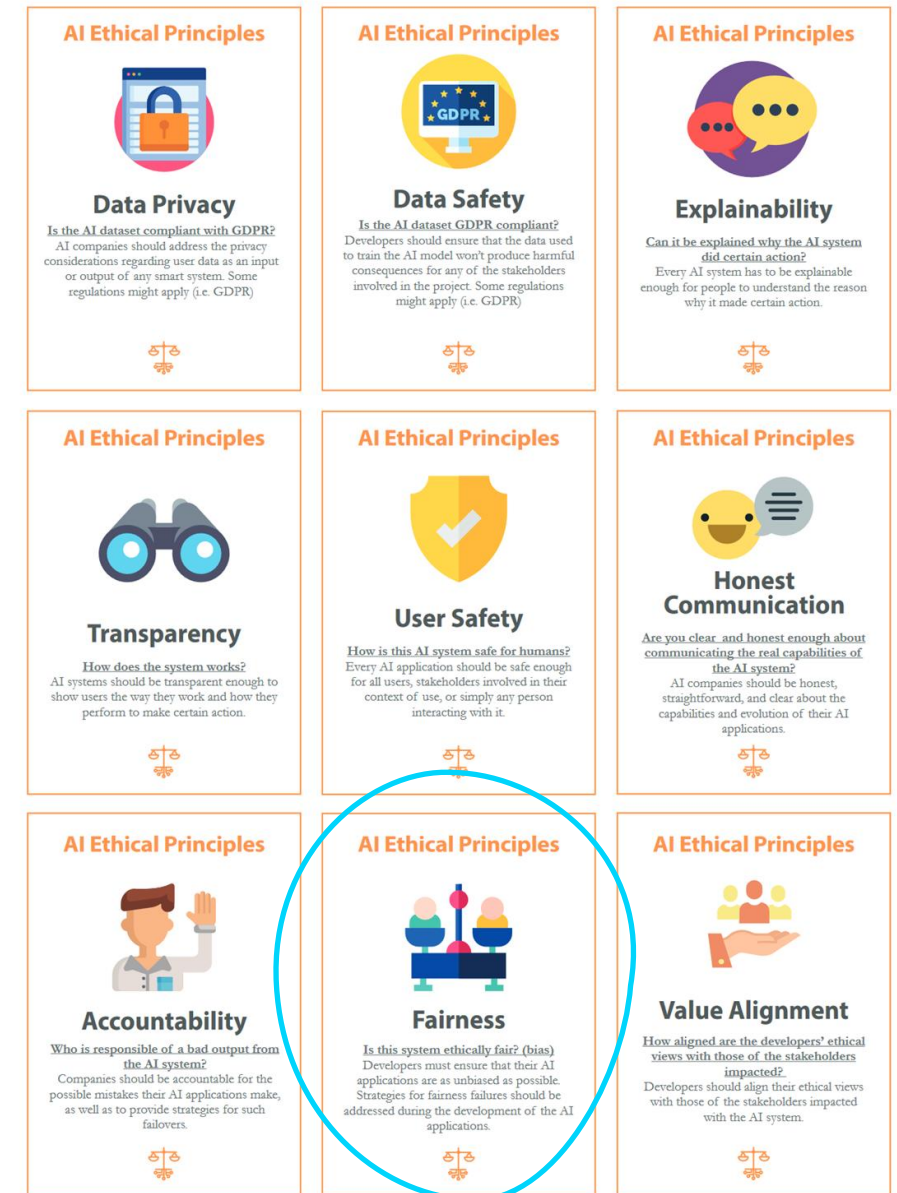 AI Ethical Principles
Data Privacy
Is the AI dataset compliant with GDPR?
AI companies should address the privacy
considerations regarding user data as an input
or output of any smart system. Some
regulations might apply (i.e. GDPR)
AI Ethical Principles
GDPR
Data Safety
Is the AI dataset GDPR compliant?
Developers should ensure that the data used
to train the AI model won't produce harmful
consequences for any of the stakeholders
involved in the project. Some regulations
might apply (i.e. GDPR)
AI Ethical Principles
Explainability
Can it be explained why the AI system
did certain action?
Every AI system has to be explainable
enough for people to understand the reason
why it made certain action.
AI Ethical Principles
Transparency
How does the system works?
AI systems should be transparent enough to
show users the way they work and how they
perform to make certain action.
AI Ethical Principles
User Safety
How is this AI system safe for humans?
Every AI application should be safe enough
for all users, stakeholders involved in their
context of use, or simply any person
interacting with it.
AI Ethical Principles
Honest
Communication
Are you clear and honest enough about
communicating the real capabilities of
the AI system?
AI companies should be honest,
straightforward, and clear about the
capabilities and evolution of their AI
applications.
AI Ethical Principles
Accountability
Who is responsible of a bad output from
the AI system?
Companies should be accountable for the
possible mistakes their AI applications make,
as well as to provide strategies for such
failovers.
AI Ethical Principles
Fairness
Is this system ethically fair? (bias)
Developers must ensure that their AI
applications are as unbiased as possible.
Strategies for fairness failures should be
addressed during the development of the AI
applications.
AI Ethical Principles
Value Alignment
How aligned are the developers' ethical
views with those of the stakeholders
impacted?
Developers should align their ethical views
with those of the stakeholders impacted
with the AI system.